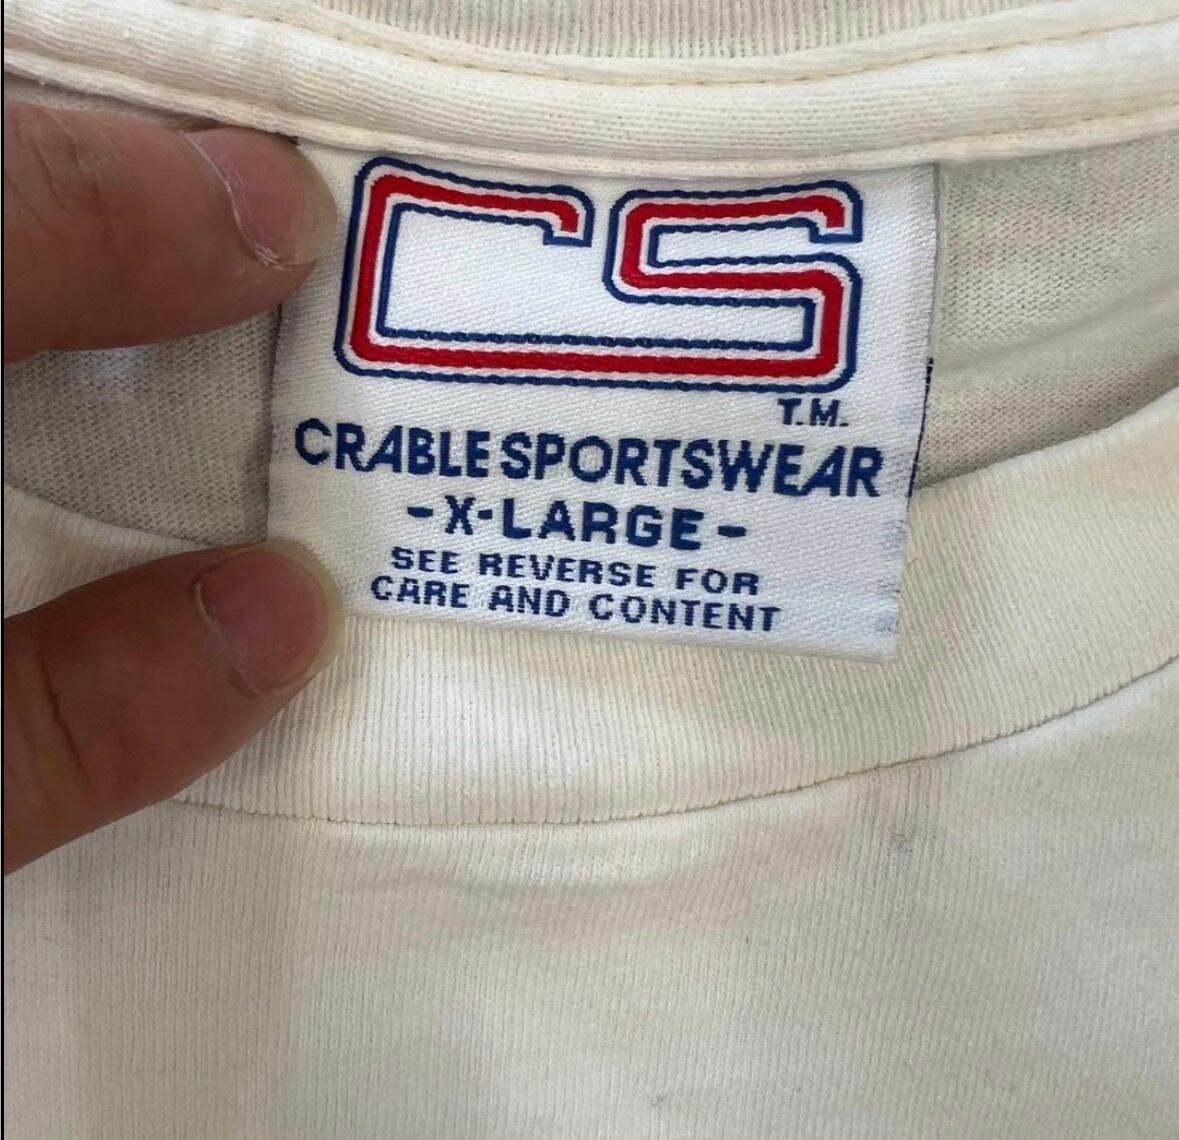 CS
T.M.
CRABLE SPORTSWEAR
-X-LARGE-
SEE REVERSE FOR
CARE AND CONTENT